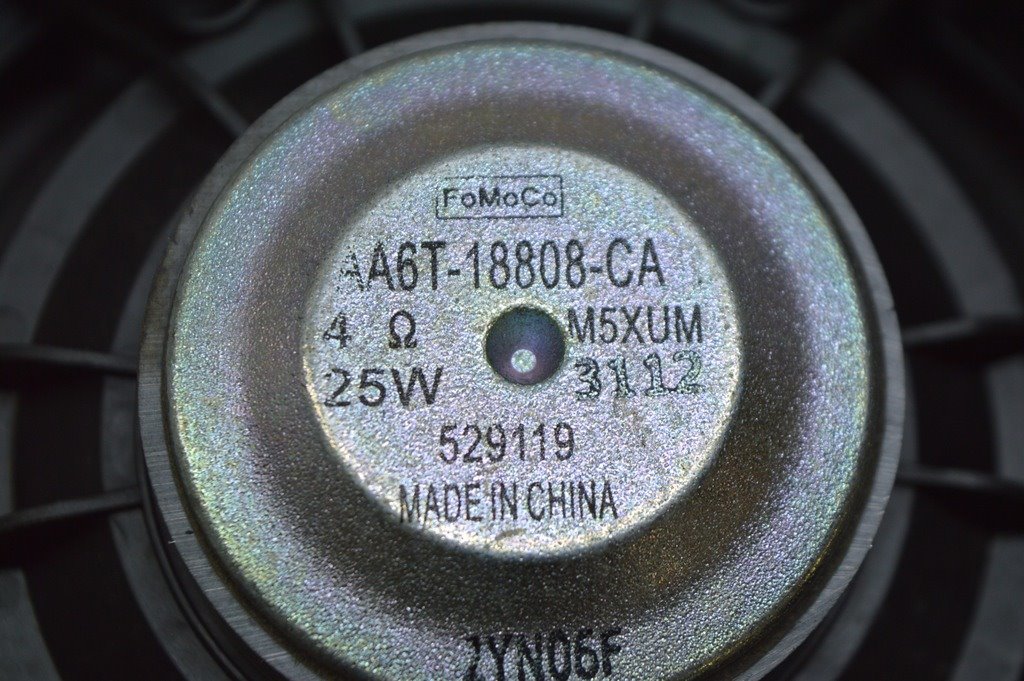 FoMoCo
AA6T-18808-CA
4 Ω M5XUM
25W 3112
529119
MADE IN CHINA